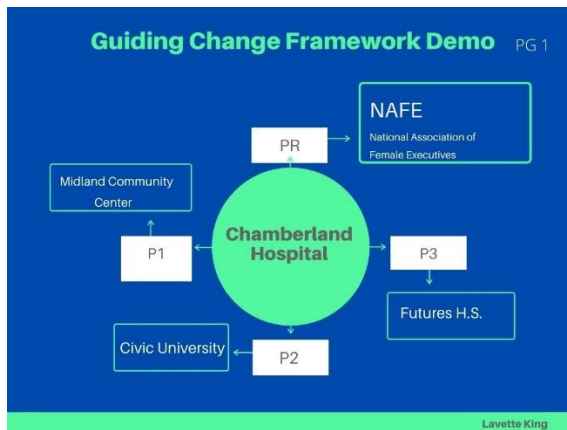 Guiding Change Framework Demo PG 1
NAFE
National Association of
Female Executives
PR
Midland Community
Center
P1
Chamberland
Hospital
P3
Futures H.S.
Civic University
P2
Lavette King